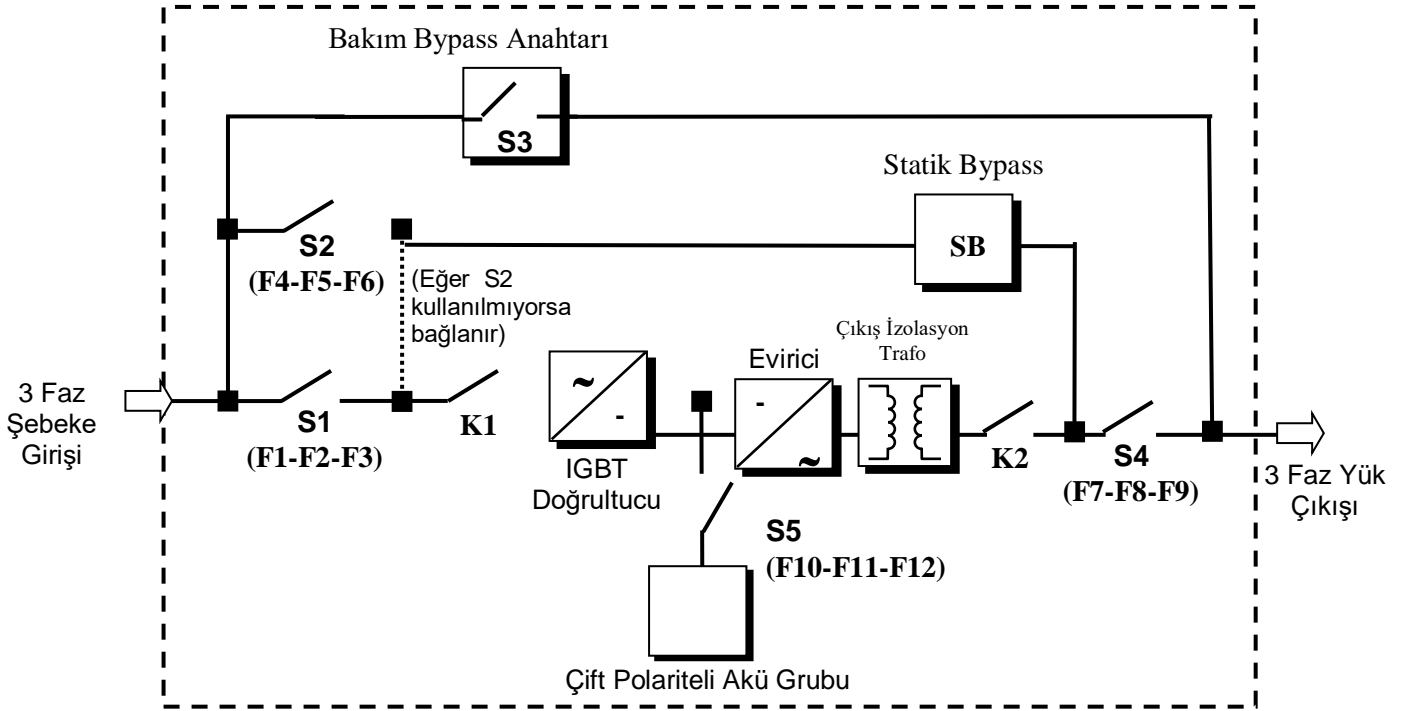 Bakım Bypass Anahtarı
S3
Statik Bypass
SB
S2
(F4-F5-F6)
(Eğer S2
kullanılmıyorsa
bağlanır)
3 Faz
Şebeke
Girişi
S1
(F1-F2-F3)
K1
~
-
IGBT
Doğrultucu
Evirici
-
~
Çıkış İzolasyon
Trafo
K2
S4
(F7-F8-F9)
3 Faz Yük
Çıkışı
S5
(F10-F11-F12)
Çift Polariteli Akü Grubu